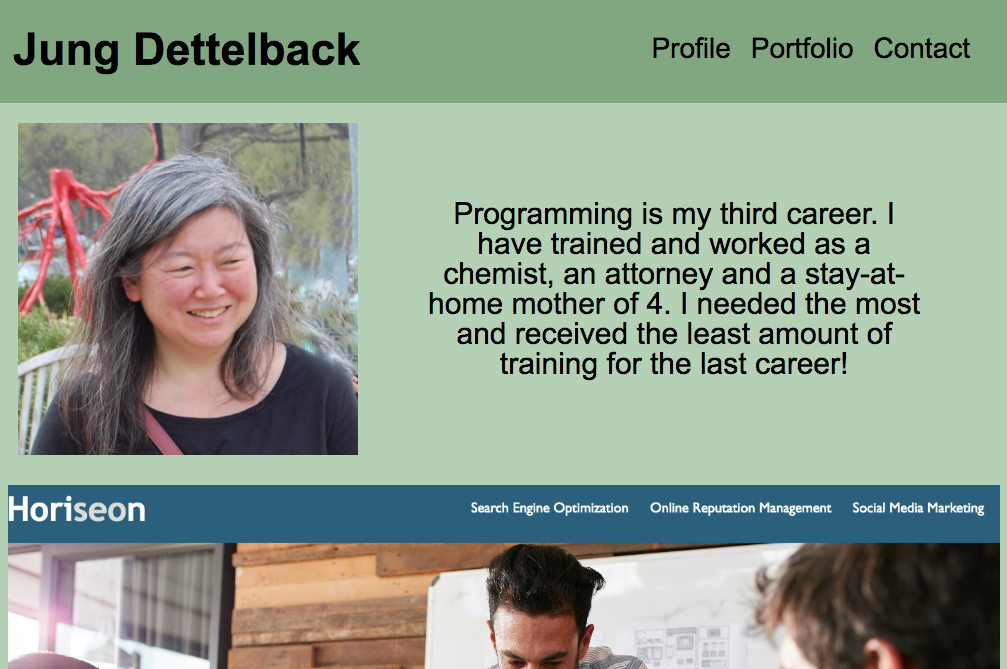 Jung Dettelback
Profile Portfolio Contact
Programming is my third career. I
have trained and worked as a
chemist, an attorney and a stay-at-
home mother of 4. I needed the most
and received the least amount of
training for the last career!
Horiseon
Search Engine Optimization Online Reputation Management Social Media Marketing